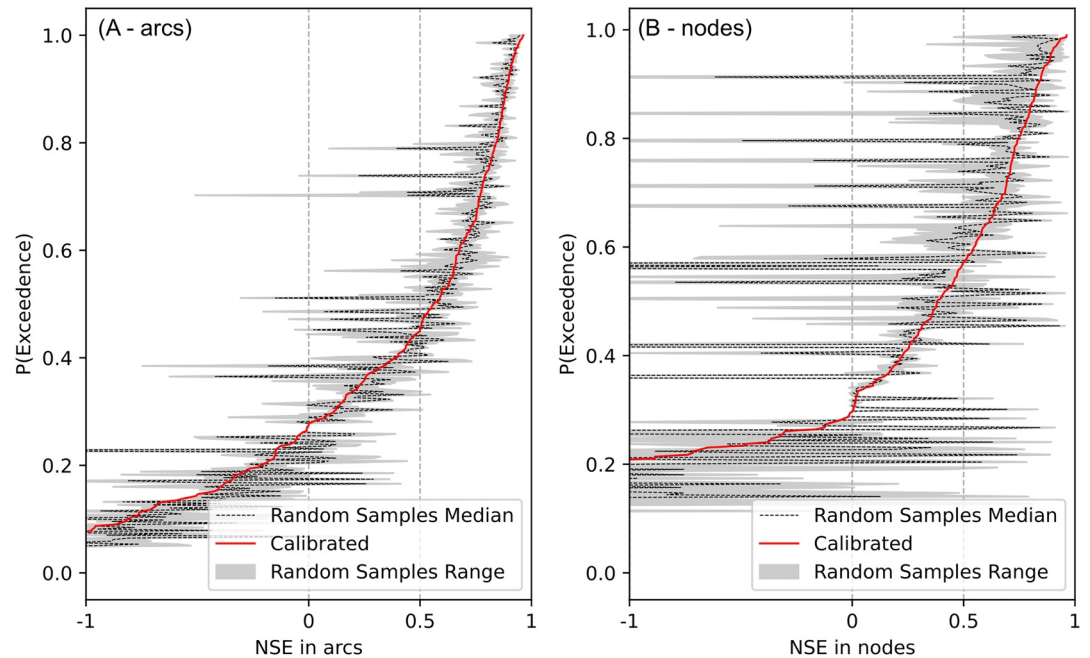 (A - arcs)
1.0
0.8
0.6
0.4
0.2
0.0
P(Exceedence)
-1
0
0.5
1
NSE in arcs
Random Samples Median
Calibrated
Random Samples Range
(B - nodes)
1.0
0.8
0.6
0.4
0.2
0.0
P(Exceedence)
-1
0
0.5
1
NSE in nodes
Random Samples Median
Calibrated
Random Samples Range